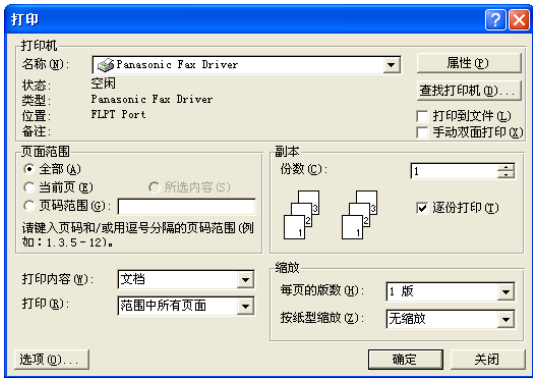 打印
打印机
名称(N): Panasonic Fax Driver 属性(P)
状态: 空闲 查找打印机(D)...
类型: Panasonic Fax Driver
位置: FLPT Port 打印到文件(L)
备注: 手动双面打印(X)
页面范围
全部(A)
当前页(E) 所选内容(S)
页码范围(G):
请键入页码和/或用逗号分隔的页码范围(例
如:1.3.5-12)。
副本
份数(C): 1
1 2 3 1 2 3 逐份打印(T)
打印内容(W): 文档
打印(R): 范围中所有页面
缩放
每页的版数(H): 1 版
按纸型缩放(Z): 无缩放
选项(O)... 确定 关闭